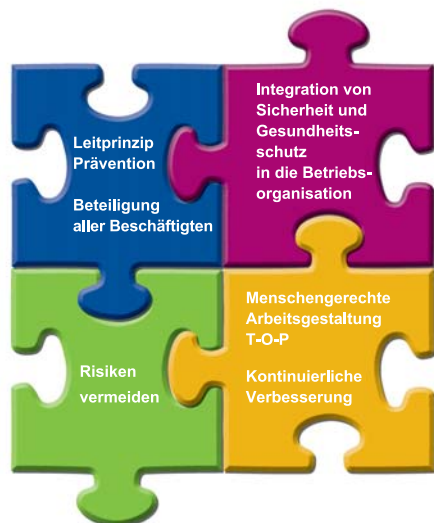 Leitprinzip
Prävention
Beteiligung
aller Beschäftigten
Integration von
Sicherheit und
Gesundheits-
schutz
in die Betriebs-
organisation
Risiken
vermeiden
Menschengerechte
Arbeitsgestaltung
T-O-P
Kontinuierliche
Verbesserung